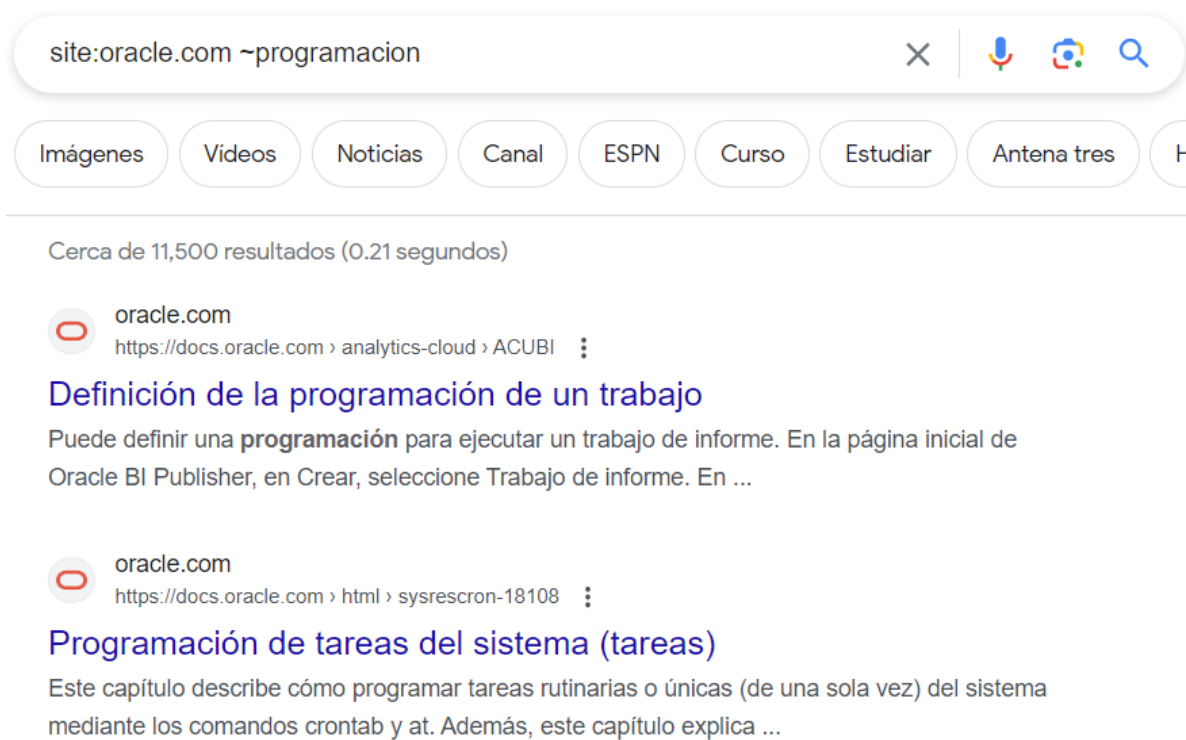 site:oracle.com ~programacion
Imágenes Videos Noticias Canal ESPN Curso Estudiar Antena tres
Cerca de 11,500 resultados (0.21 segundos)
oracle.com
https://docs.oracle.com › analytics-cloud › ACUBI
Definición de la programación de un trabajo
Puede definir una programación para ejecutar un trabajo de informe. En la página inicial de
Oracle BI Publisher, en Crear, seleccione Trabajo de informe. En ...
oracle.com
https://docs.oracle.com › html › sysrescron-18108
Programación de tareas del sistema (tareas)
Este capítulo describe cómo programar tareas rutinarias o únicas (de una sola vez) del sistema
mediante los comandos crontab y at. Además, este capítulo explica ...